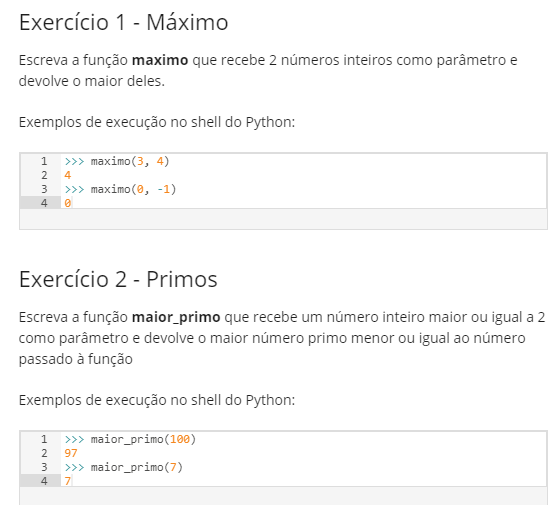 Exercício 1 - Máximo
Escreva a função maximo que recebe 2 números inteiros como parâmetro e
devolve o maior deles.
Exemplos de execução no shell do Python:
1 >>> maximo(3, 4)
2 4
3 >>> maximo(0, -1)
4 0
Exercício 2 - Primos
Escreva a função maior_primo que recebe um número inteiro maior ou igual a 2
como parâmetro e devolve o maior número primo menor ou igual ao número
passado à função
Exemplos de execução no shell do Python:
1 >>> maior_primo(100)
2 97
3 >>> maior_primo(7)
4 7